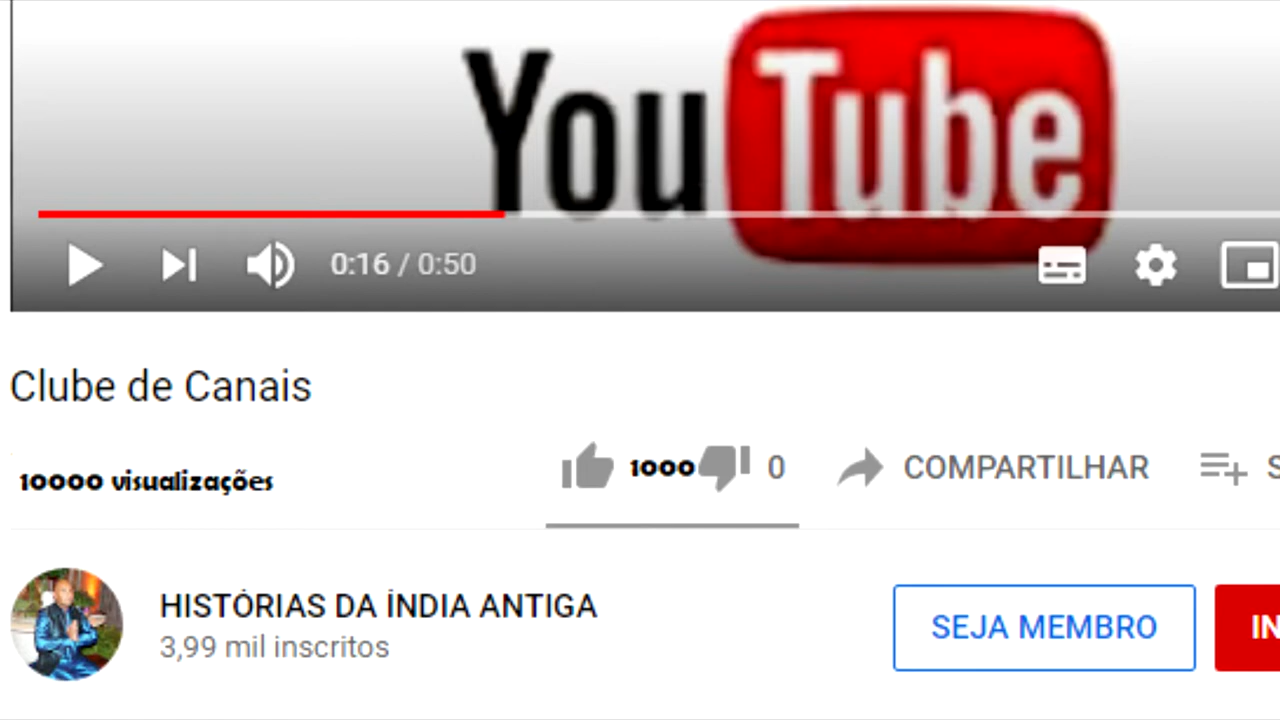 YouTube
0:16 / 0:50
Clube de Canais
10000 visualizações
1000 0 COMPARTILHAR S
HISTÓRIAS DA ÍNDIA ANTIGA
3,99 mil inscritos
SEJA MEMBRO IN